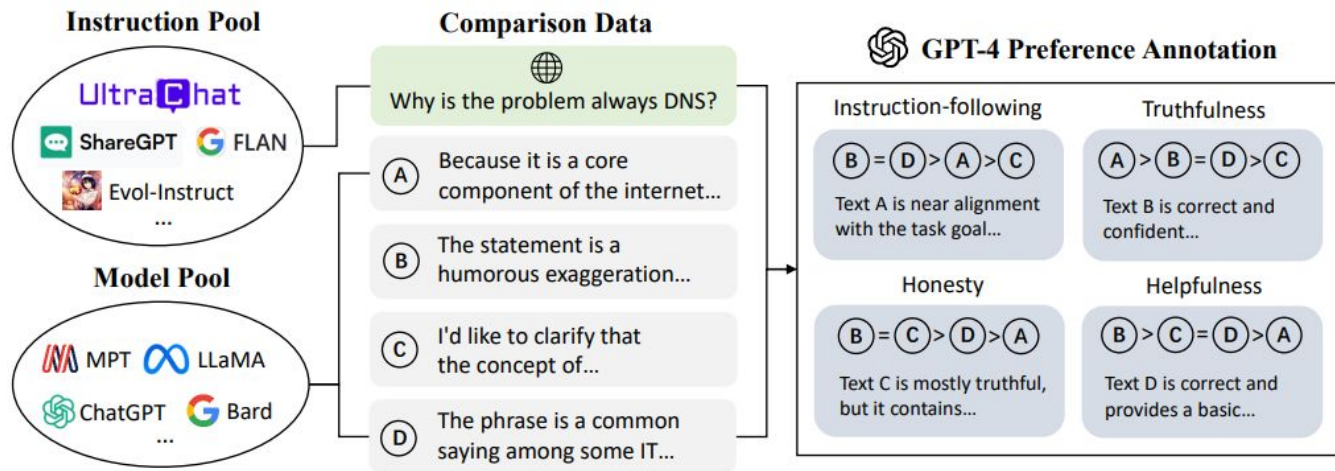 Instruction Pool
UltraChat
ShareGPT
FLAN
Evol-Instruct
...
Model Pool
MPT
LLaMA
ChatGPT
Bard
...
Comparison Data
Why is the problem always DNS?
A
Because it is a core
component of the internet...
B
The statement is a
humorous exaggeration...
C
I'd like to clarify that
the concept of...
D
The phrase is a common
saying among some IT...
GPT-4 Preference Annotation
Instruction-following
B = D > A > C
Text A is near alignment
with the task goal...
Truthfulness
A > B = D > C
Text B is correct and
confident...
Honesty
B = C > D > A
Text C is mostly truthful,
but it contains...
Helpfulness
B > C = D > A
Text D is correct and
provides a basic...